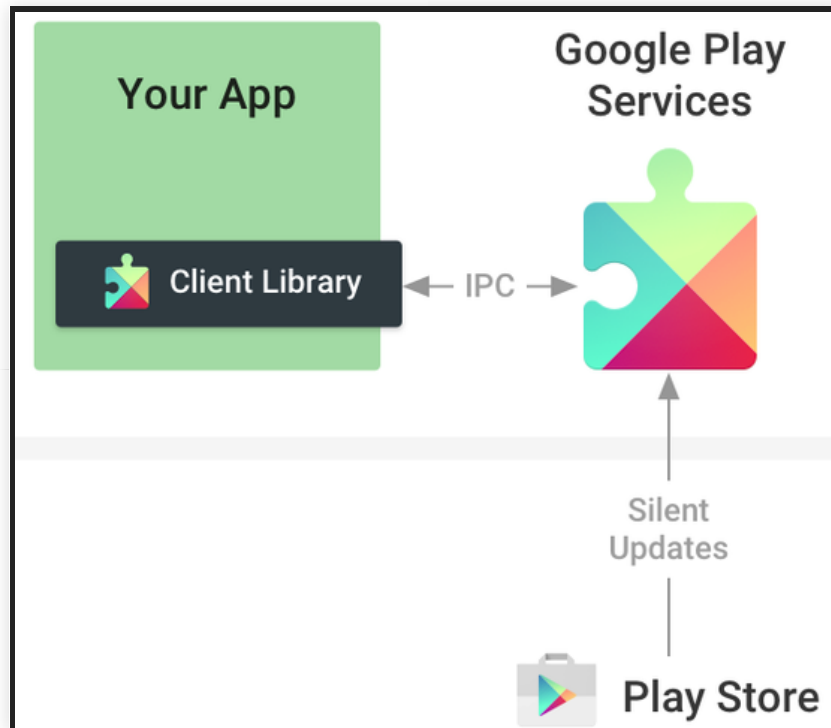 Your App
Google Play
Services
Client Library
IPC
Silent
Updates
Play Store